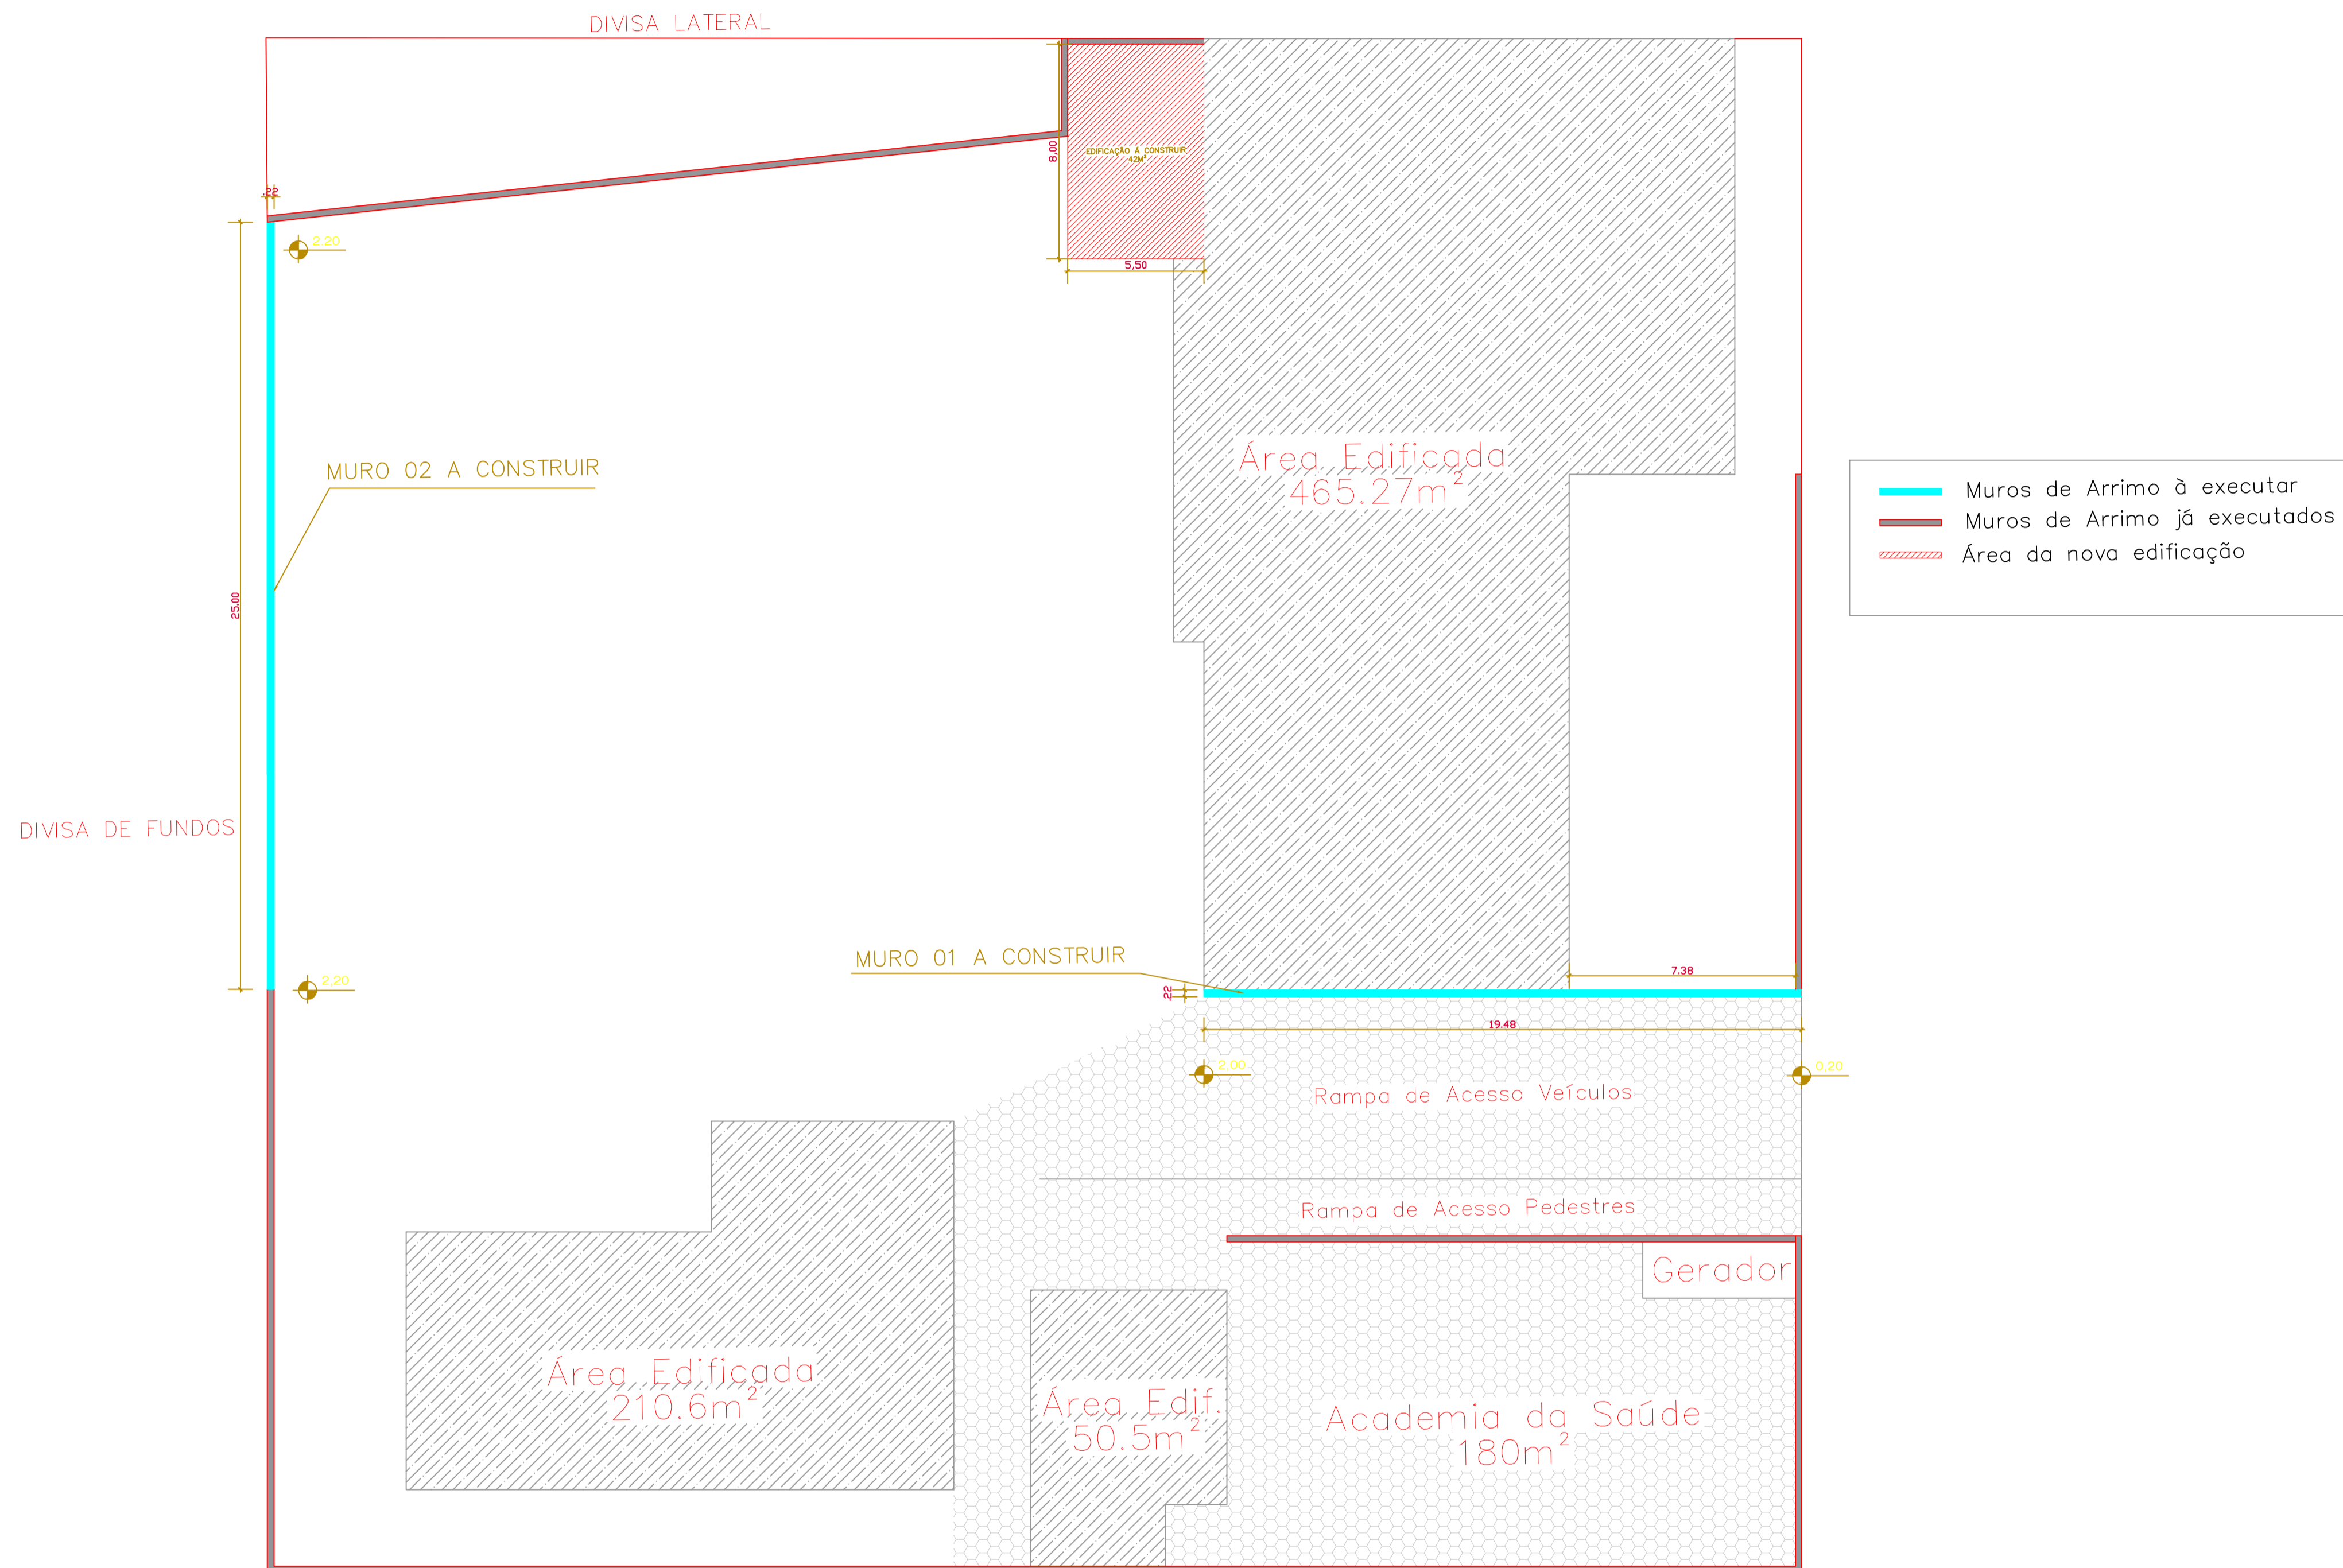 DIVISA LATERAL
EDIFICAÇÃO À CONSTRUIR
42M²
8,00
.22
2.20
5,50
Área Edificada
465.27m²
MURO 02 A CONSTRUIR
Muros de Arrimo à executar
Muros de Arrimo já executados
Área da nova edificação
25.00
DIVISA DE FUNDOS
MURO 01 A CONSTRUIR
7.38
2.20
.22
19.48
2.00
0.20
Rampa de Acesso Veículos
Rampa de Acesso Pedestres
Gerador
Área Edificada
210.6m²
Área Edif.
50.5m²
Academia da Saúde
180m²